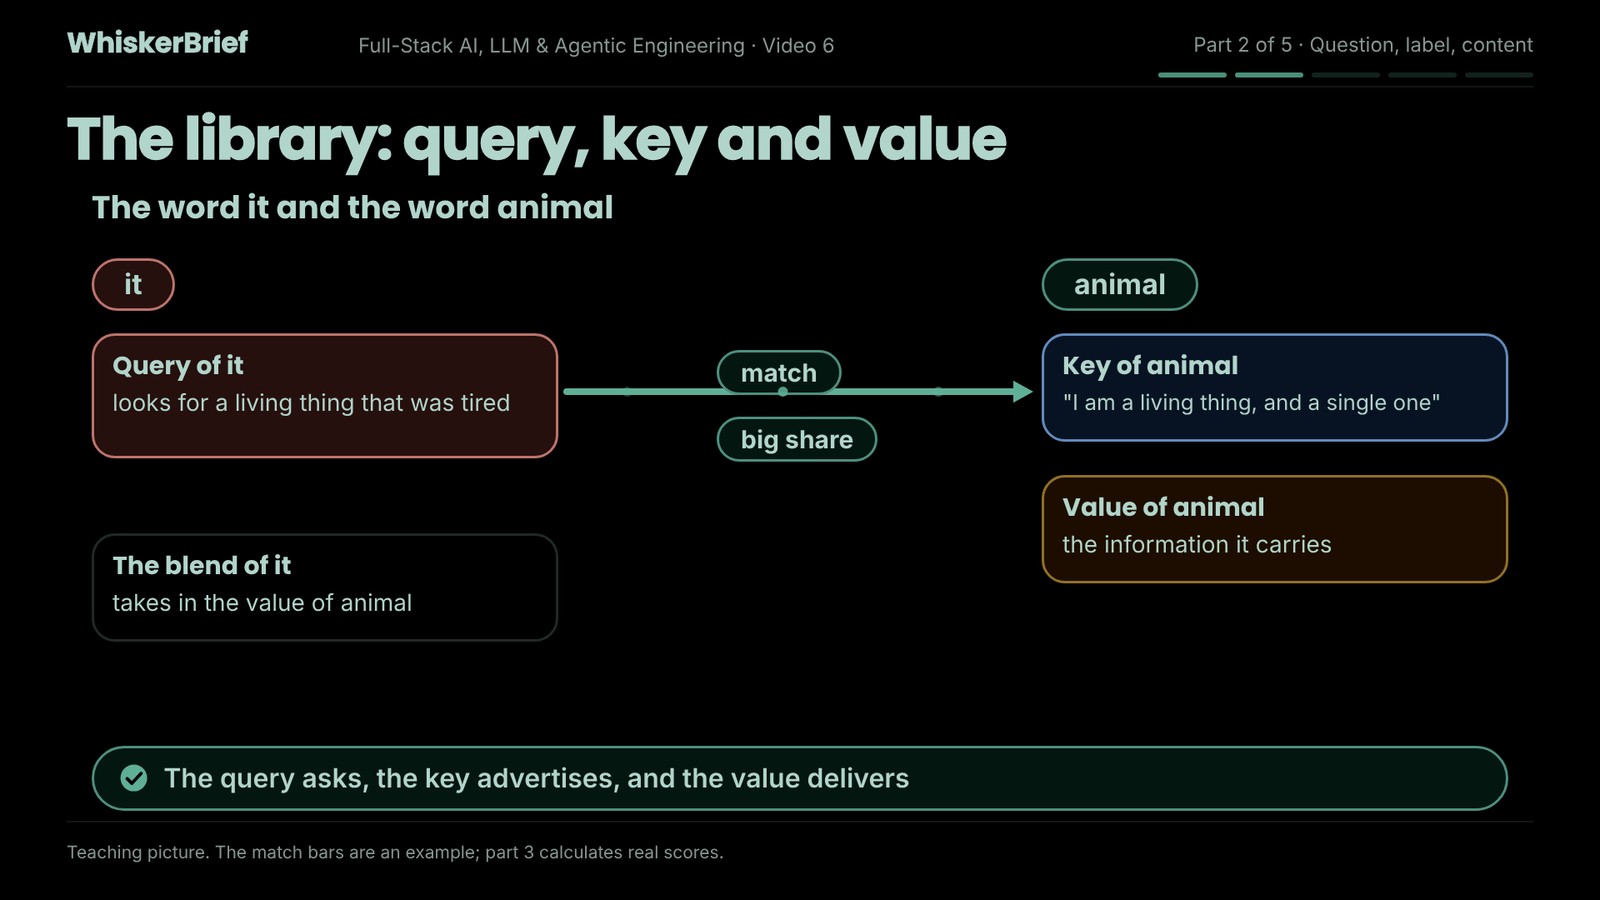 WhiskerBrief
Full-Stack AI, LLM & Agentic Engineering · Video 6
Part 2 of 5 · Question, label, content
The library: query, key and value
The word it and the word animal
it
animal
Query of it
looks for a living thing that was tired
match
big share
Key of animal
"I am a living thing, and a single one"
Value of animal
the information it carries
The blend of it
takes in the value of animal
The query asks, the key advertises, and the value delivers
Teaching picture. The match bars are an example; part 3 calculates real scores.